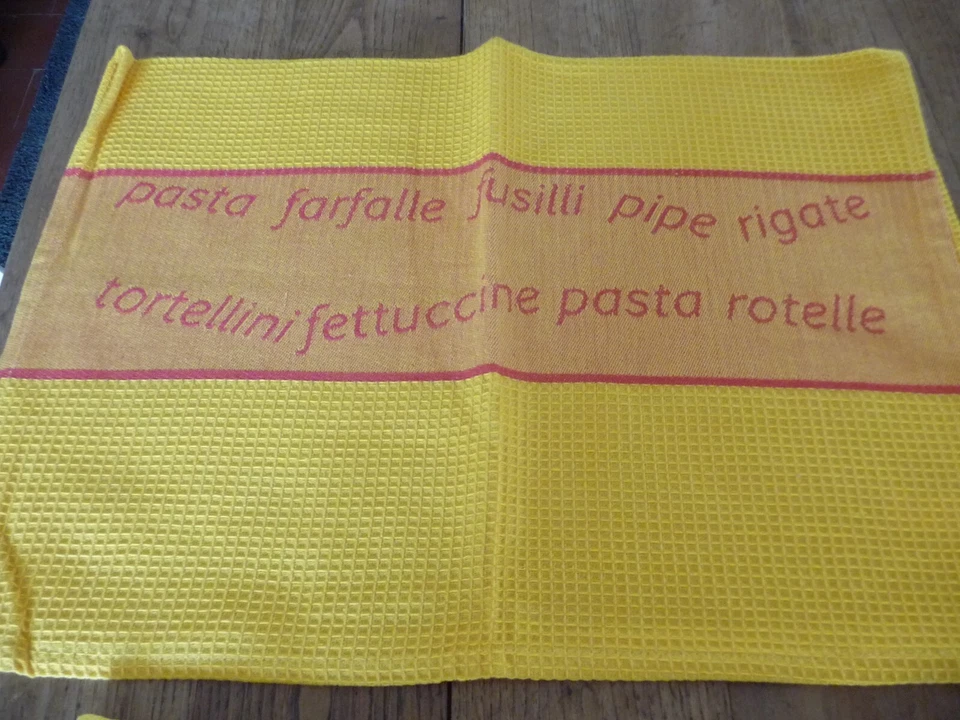 pasta farfalle fusilli pipe rigate
tortellini fettuccine pasta rotelle